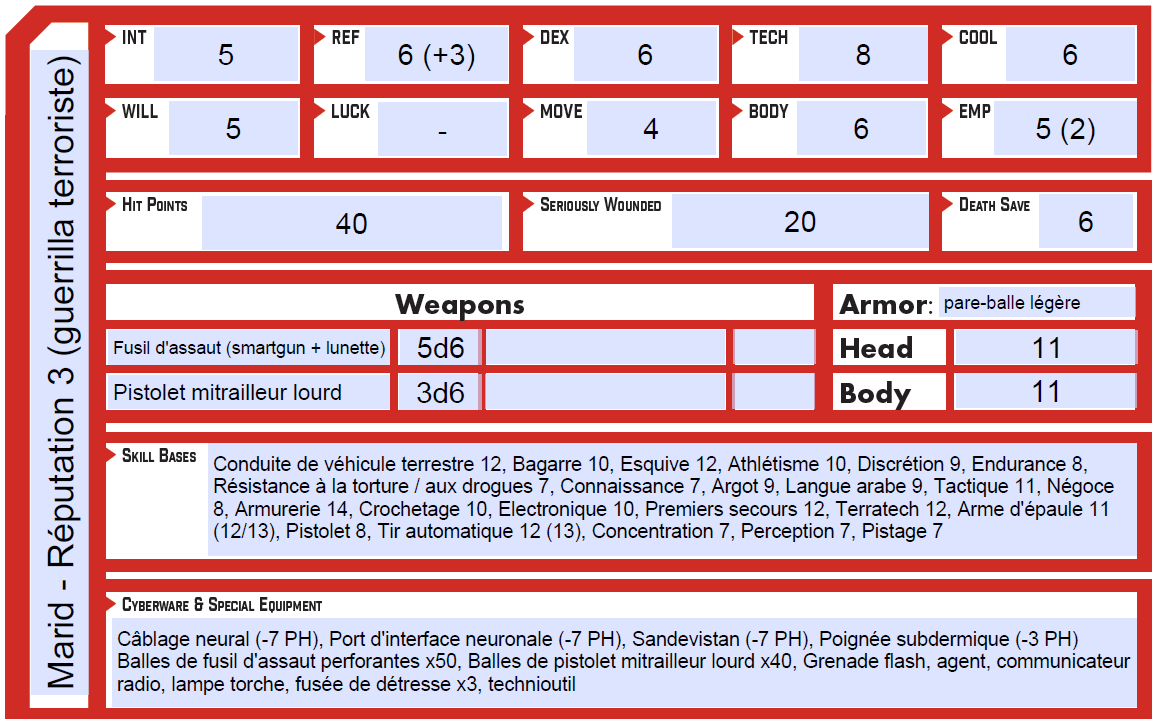 Marid - Réputation 3 (guerrilla terroriste)
INT 5 REF 6 (+3) DEX 6 TECH 8 COOL 6
WILL 5 LUCK - MOVE 4 BODY 6 EMP 5 (2)
Hit Points 40 Seriously Wounded 20 Death Save 6
Weapons Armor: pare-balle légère
Fusil d'assaut (smartgun + lunette) 5d6 Head 11
Pistolet mitrailleur lourd 3d6 Body 11
Skill Bases
Conduite de véhicule terrestre 12, Bagarre 10, Esquive 12, Athlétisme 10, Discrétion 9, Endurance 8,
Résistance à la torture / aux drogues 7, Connaissance 7, Argot 9, Langue arabe 9, Tactique 11, Négoce
8, Armurerie 14, Crochetage 10, Electronique 10, Premiers secours 12, Terratech 12, Arme d'épaule 11
(12/13), Pistolet 8, Tir automatique 12 (13), Concentration 7, Perception 7, Pistage 7
Cyberware & Special Equipment
Câblage neural (-7 PH), Port d'interface neuronale (-7 PH), Sandevistan (-7 PH), Poignée subdermique (-3 PH)
Balles de fusil d'assaut perforantes x50, Balles de pistolet mitrailleur lourd x40, Grenade flash, agent, communicateur
radio, lampe torche, fusée de détresse x3, technioutil